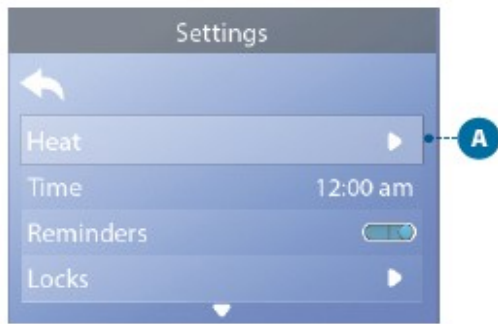 Settings
Heat
A
Time 12:00 am
Reminders
Locks